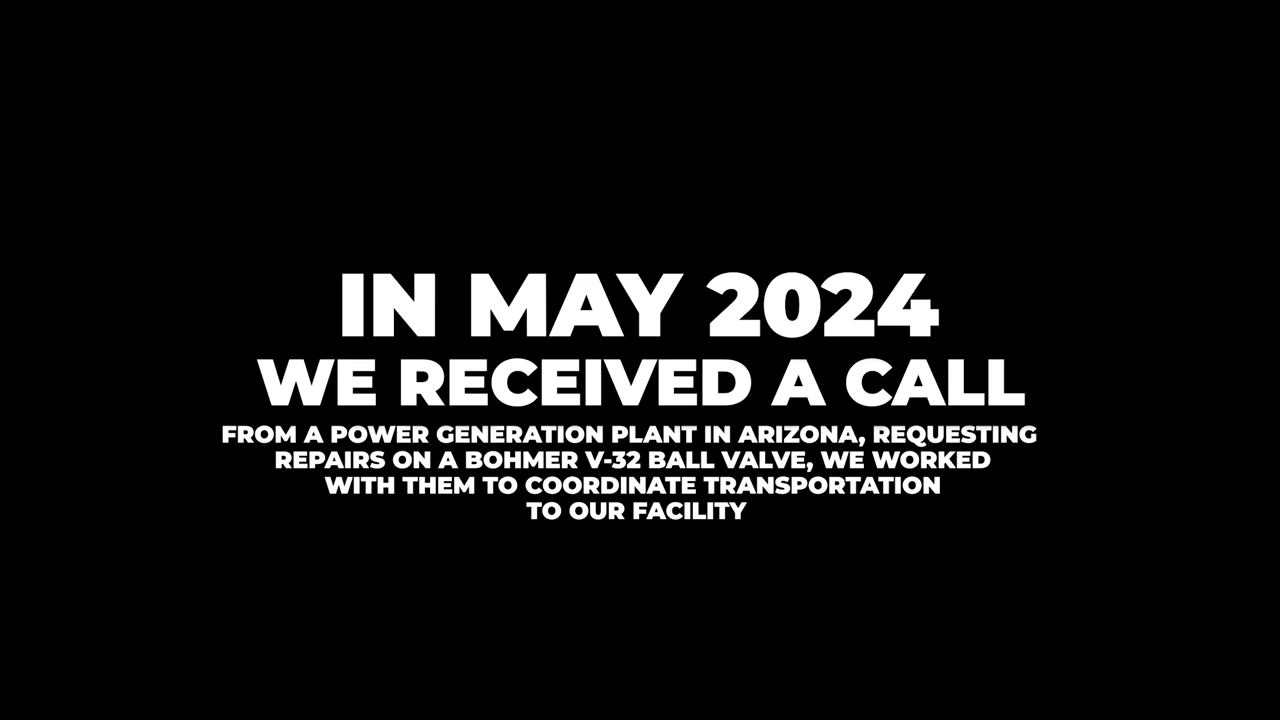 IN MAY 2024
WE RECEIVED A CALL
FROM A POWER GENERATION PLANT IN ARIZONA, REQUESTING
REPAIRS ON A BOHMER V-32 BALL VALVE, WE WORKED
WITH THEM TO COORDINATE TRANSPORTATION
TO OUR FACILITY